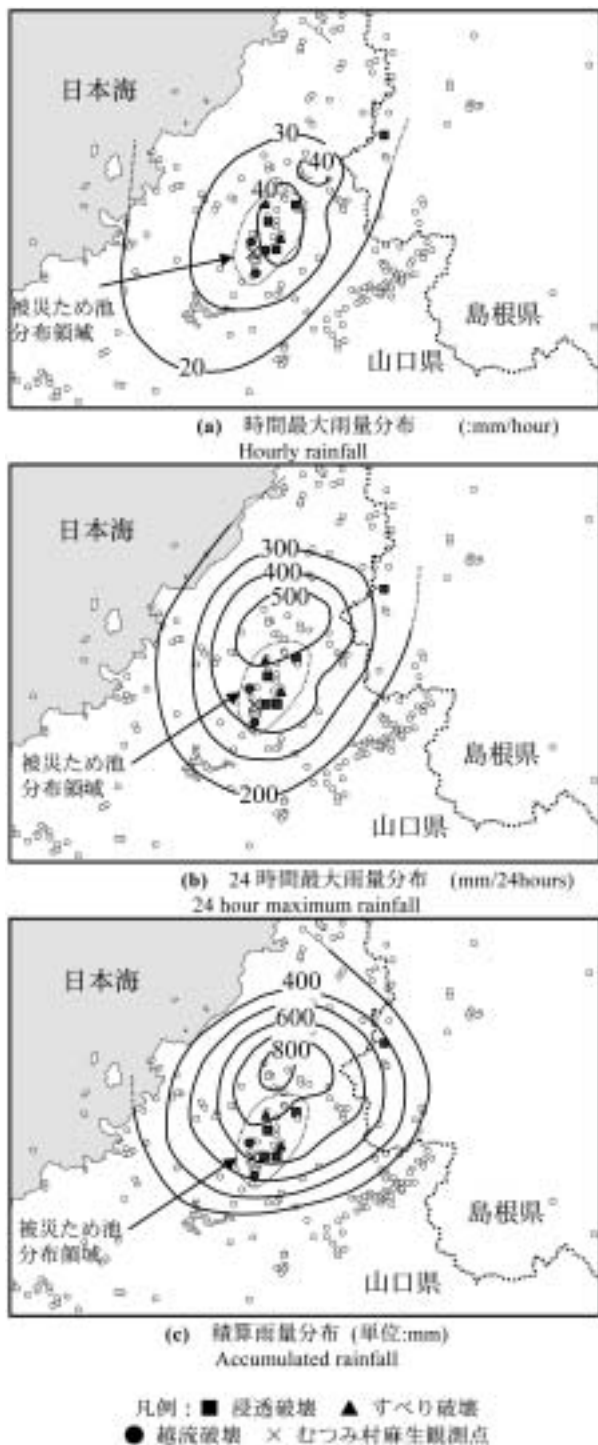 日本海
30
40
40
被災ため池
分布領域
島根県
山口県
20
(a) 時間最大雨量分布 (:mm/hour)
Hourly rainfall
日本海
300
400
500
被災ため池
分布領域
島根県
200
山口県
(b) 24時間最大雨量分布 (mm/24hours)
24 hour maximum rainfall
日本海
400
600
800
被災ため池
分布領域
島根県
山口県
(c) 積算雨量分布 (単位:mm)
Accumulated rainfall
凡例：■ 浸透破壊 ▲ すべり破壊
● 越流破壊 × むつみ村麻生観測点